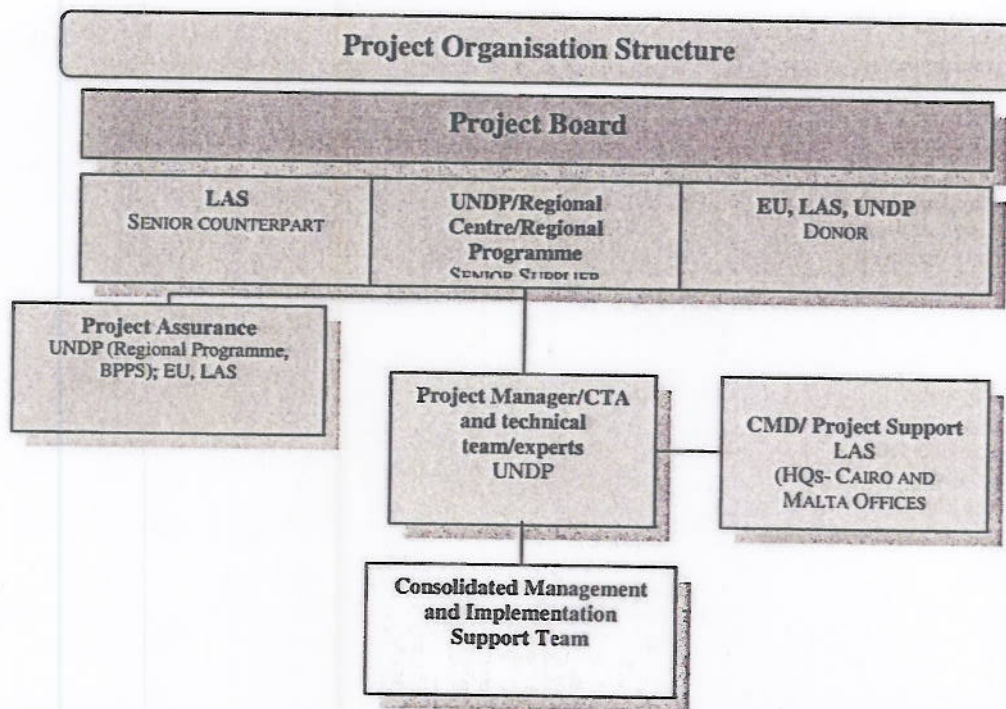 Project Organisation Structure
Project Board
LAS
SENIOR COUNTERPART
UNDP/Regional
Centre/Regional
Programme
SENIOR
EU, LAS, UNDP
DONOR
Project Assurance
UNDP (Regional Programme,
BPPS); EU, LAS
Project Manager/CTA
and technical
team/experts
UNDP
CMD/ Project Support
LAS
(HQS- CAIRO AND
MALTA OFFICES
Consolidated Management
and Implementation
Support Team